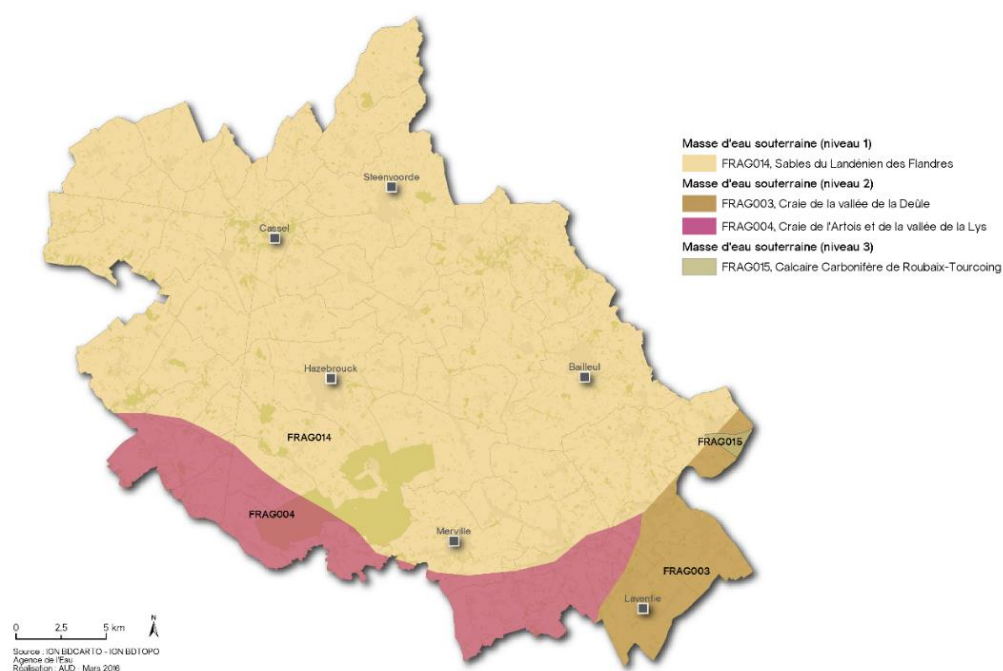 Steenvoorde
Cassel
Hazebrouck
Bailleul
FRAG014
FRAG015
FRAG004
Merville
FRAG003
Laventie
Masse d'eau souterraine (niveau 1)
FRAG014, Sables du Landénien des Flandres
Masse d'eau souterraine (niveau 2)
FRAG003, Craie de la vallée de la Deûle
FRAG004, Craie de l'Artois et de la vallée de la Lys
Masse d'eau souterraine (niveau 3)
FRAG015, Calcaire Carbonifère de Roubaix-Tourcoing
0 2.5 5 km
N
Source : IGN BDCARTO - IGN BDTOPO
Agence de l'Eau
Réalisation : AUD - Mars 2016